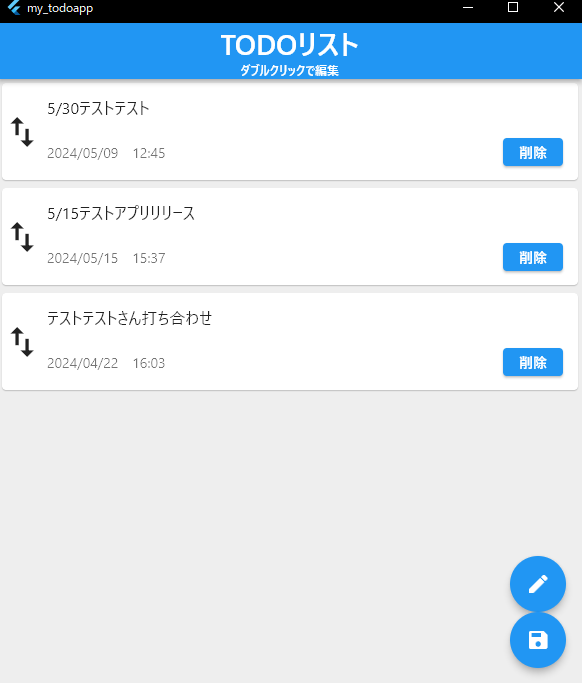 my_todoapp
TODOリスト
ダブルクリックで編集
5/30テストテスト
2024/05/09 12:45
削除
5/15テストアプリリリース
2024/05/15 15:37
削除
テストテストさん打ち合わせ
2024/04/22 16:03
削除